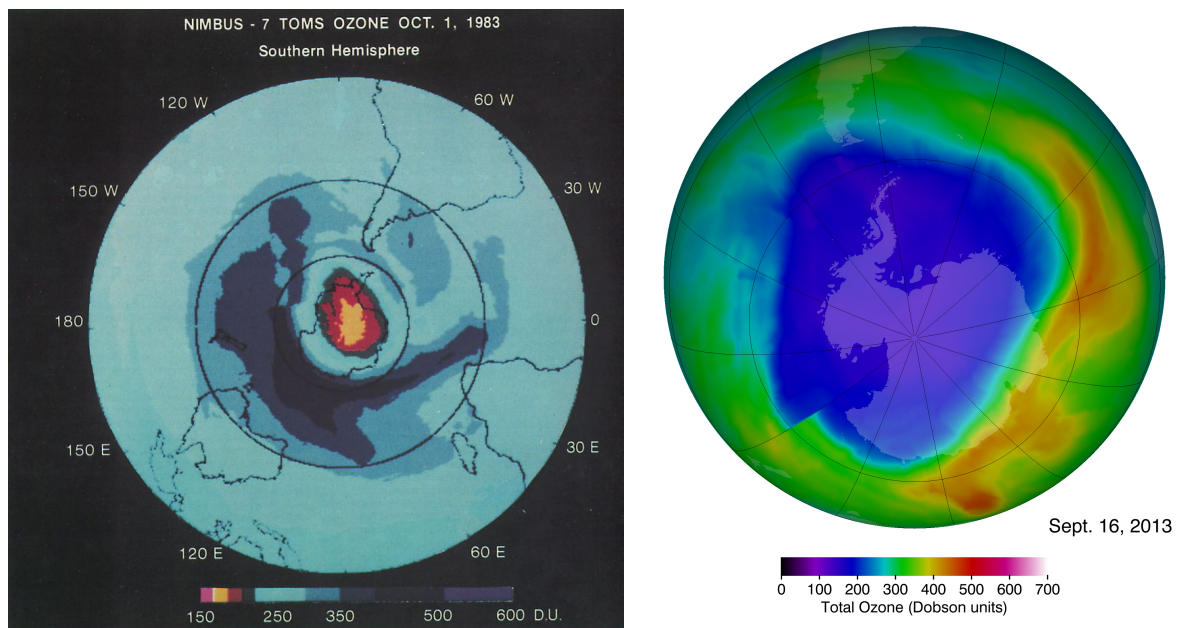 NIMBUS - 7 TOMS OZONE OCT. 1, 1983
Southern Hemisphere
120 W
60 W
150 W
30 W
180
0
150 E
30 E
120 E
60 E
150 250 350 500 600 D.U.
Sept. 16, 2013
0 100 200 300 400 500 600 700
Total Ozone (Dobson units)